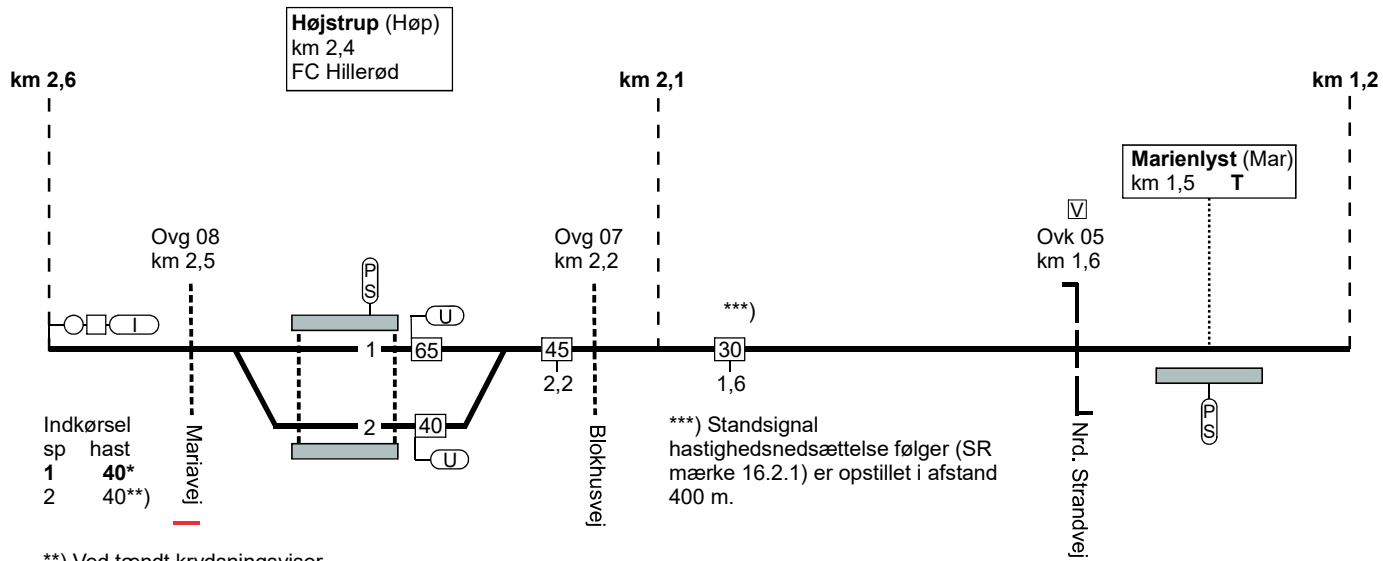 Højstrup (Høp)
km 2,4
FC Hillerød
km 2,6
km 2,1
km 1,2
Marienlyst (Mar)
km 1,5 T
V
Ovg 08
km 2,5
Ovg 07
km 2,2
Ovk 05
km 1,6
PS
***)
I
U
1
65
45
30
2,2
1,6
2
40
U
PS
Indkørsel
sp hast
1 40*
2 40**)
Mariavej
Blokhusvej
Nrd. Strandvej
***) Standsignal
hastighedsnedsættelse følger (SR
mærke 16.2.1) er opstillet i afstand
400 m.